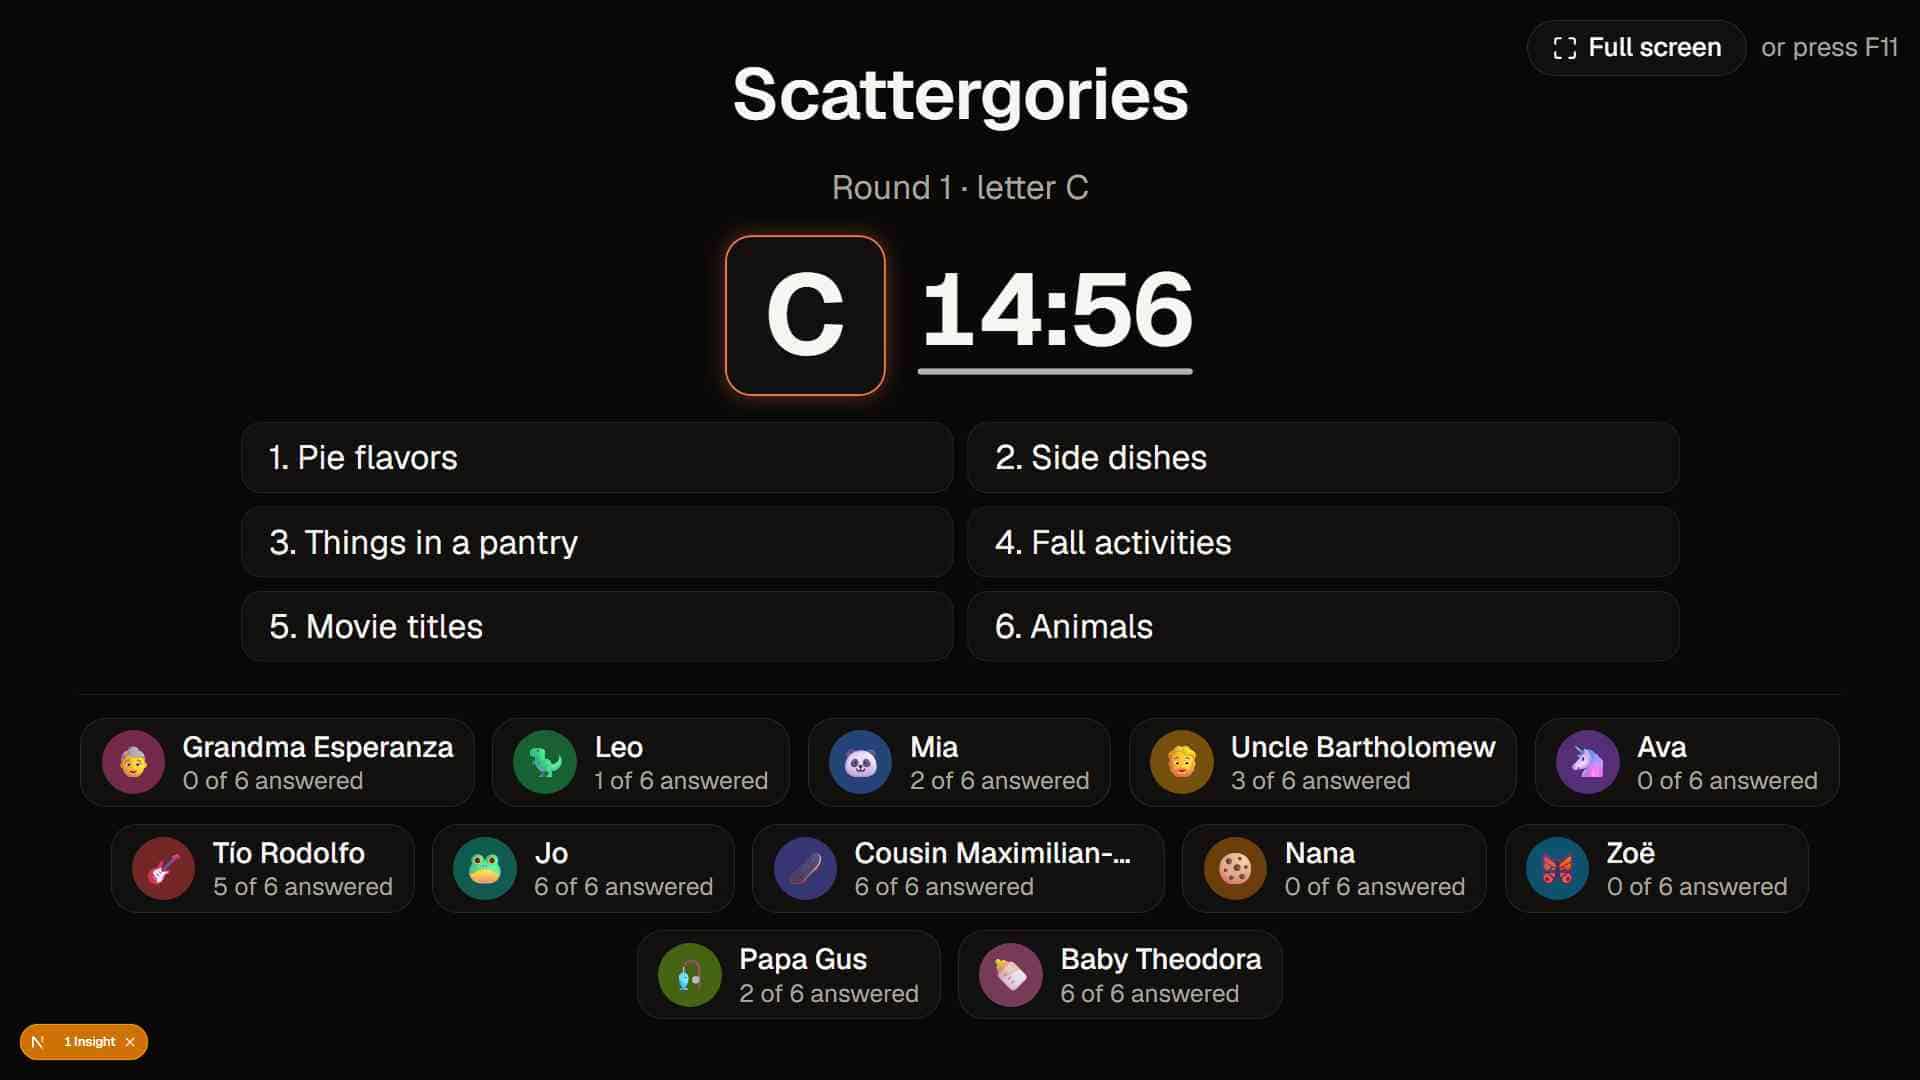 Full screen or press F11
Scattergories
Round 1 · letter C
C 14:56
1. Pie flavors
2. Side dishes
3. Things in a pantry
4. Fall activities
5. Movie titles
6. Animals
Grandma Esperanza
0 of 6 answered
Leo
1 of 6 answered
Mia
2 of 6 answered
Uncle Bartholomew
3 of 6 answered
Ava
0 of 6 answered
Tío Rodolfo
5 of 6 answered
Jo
6 of 6 answered
Cousin Maximilian-...
6 of 6 answered
Nana
0 of 6 answered
Zoë
0 of 6 answered
Papa Gus
2 of 6 answered
Baby Theodora
6 of 6 answered
N 1 Insight ×